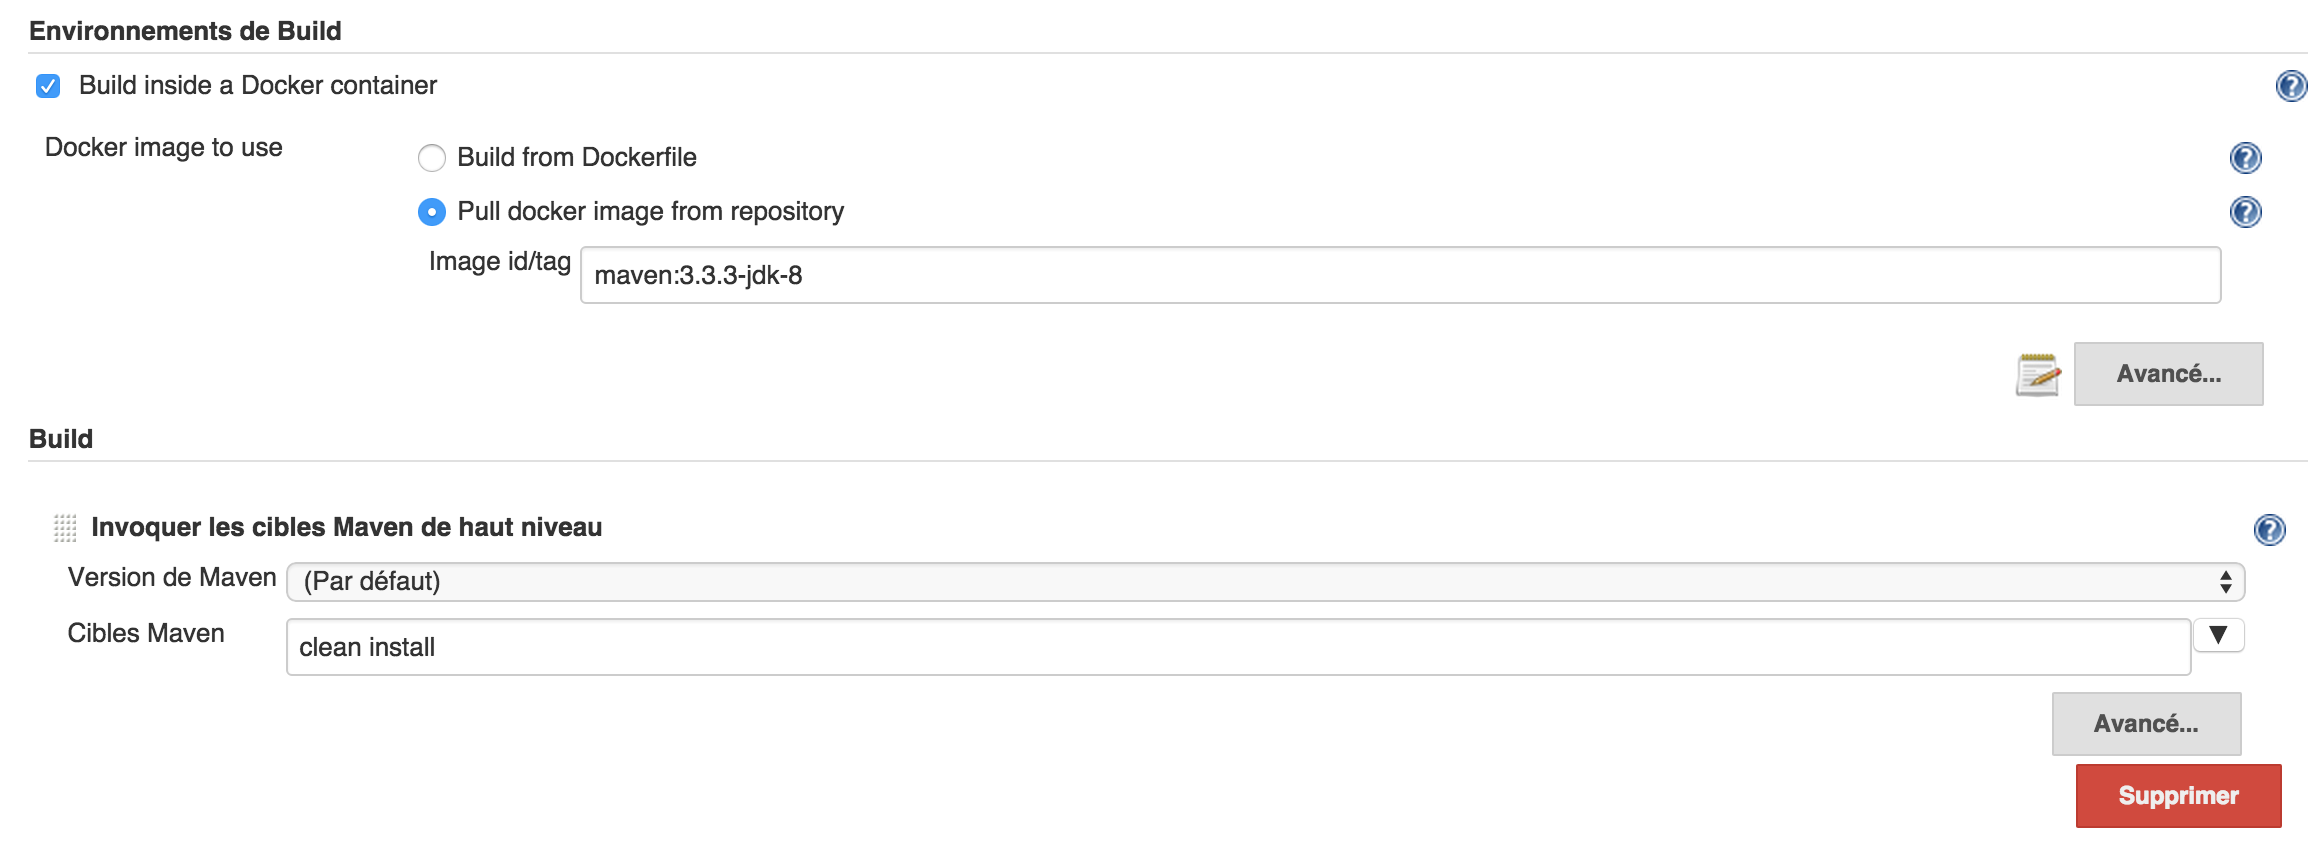 Environnements de Build
Build inside a Docker container
Docker image to use
Build from Dockerfile
Pull docker image from repository
Image id/tag maven:3.3.3-jdk-8
Avancé...
Build
Invoquer les cibles Maven de haut niveau
Version de Maven (Par défaut)
Cibles Maven clean install
Avancé...
Supprimer